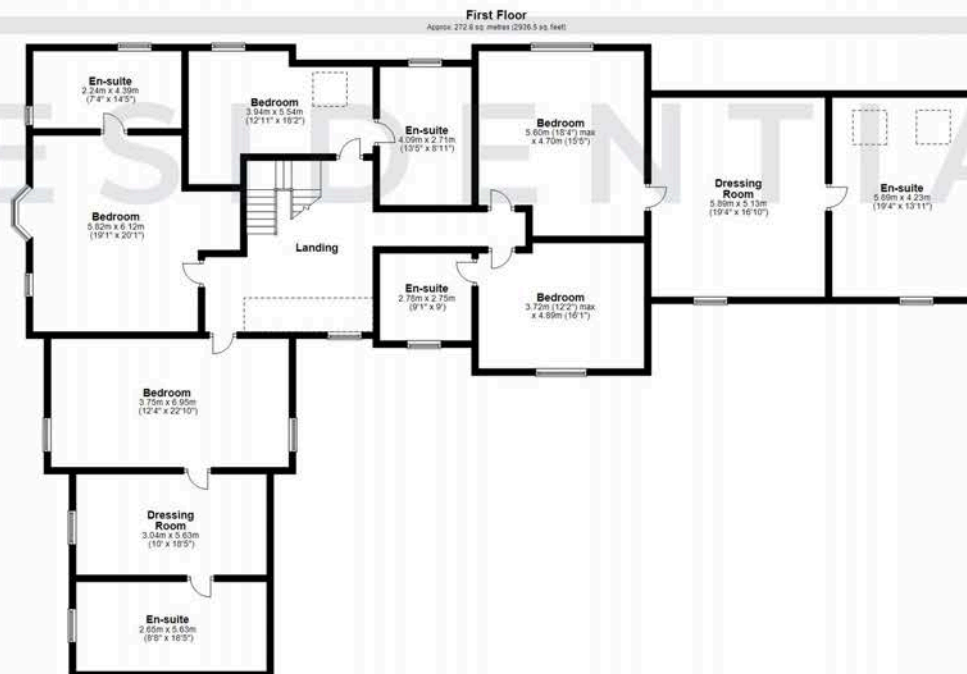 First Floor
Approx. 272.8 sq. metres (2936.5 sq. feet)
ESIDENTIA
En-suite
2.24m x 4.39m
(7'4" x 14'5")
Bedroom
3.94m x 5.54m
(12'11" x 18'2")
En-suite
4.09m x 2.71m
(13'5" x 8'11")
Bedroom
5.60m (18'4") max
x 4.70m (15'5")
Dressing
Room
5.89m x 5.13m
(19'4" x 16'10")
En-suite
5.89m x 4.23m
(19'4" x 13'11")
Bedroom
5.82m x 6.12m
(19'1" x 20'1")
Landing
En-suite
2.78m x 2.75m
(9'1" x 9')
Bedroom
3.72m (12'2") max
x 4.89m (16'1")
Bedroom
3.75m x 6.95m
(12'4" x 22'10")
Dressing
Room
3.04m x 5.63m
(10' x 18'5")
En-suite
2.65m x 5.63m
(8'8" x 18'5")